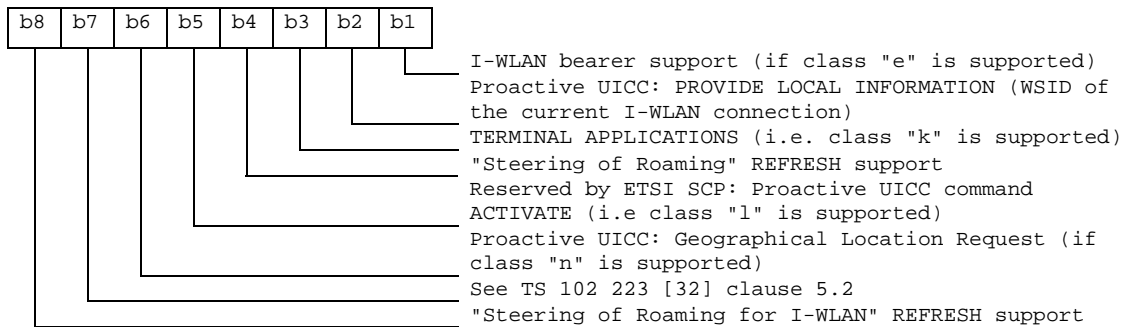 b8 b7 b6 b5 b4 b3 b2 b1
I-WLAN bearer support (if class "e" is supported)
Proactive UICC: PROVIDE LOCAL INFORMATION (WSID of
the current I-WLAN connection)
TERMINAL APPLICATIONS (i.e. class "k" is supported)
"Steering of Roaming" REFRESH support
Reserved by ETSI SCP: Proactive UICC command
ACTIVATE (i.e class "l" is supported)
Proactive UICC: Geographical Location Request (if
class "n" is supported)
See TS 102 223 [32] clause 5.2
"Steering of Roaming for I-WLAN" REFRESH support